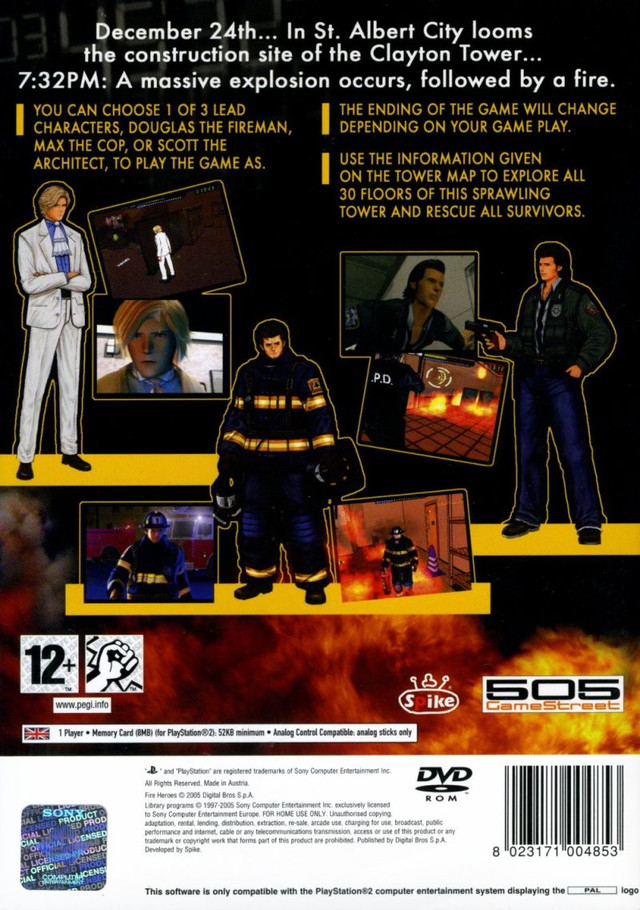 December 24th... In St. Albert City looms
the construction site of the Clayton Tower...
7:32PM: A massive explosion occurs, followed by a fire.
YOU CAN CHOOSE 1 OF 3 LEAD
CHARACTERS, DOUGLAS THE FIREMAN,
MAX THE COP, OR SCOTT THE
ARCHITECT, TO PLAY THE GAME AS.
THE ENDING OF THE GAME WILL CHANGE
DEPENDING ON YOUR GAME PLAY.
USE THE INFORMATION GIVEN
ON THE TOWER MAP TO EXPLORE ALL
30 FLOORS OF THIS SPRAWLING
TOWER AND RESCUE ALL SURVIVORS.
.P.D.
12+
TM
www.pegi.info
Spike
505
GameStreet
1 Player • Memory Card (8MB) (for PlayStation®2): 52KB minimum • Analog Control Compatible: analog sticks only
" " and "PlayStation" are registered trademarks of Sony Computer Entertainment Inc.
All Rights Reserved. Made in Austria.
Fire Heroes © 2005 Digital Bros S.p.A.
Library programs © 1997-2005 Sony Computer Entertainment Inc. exclusively licensed
to Sony Computer Entertainment Europe. FOR HOME USE ONLY. Unauthorised copying,
adaptation, rental, lending, distribution, extraction, re-sale, arcade use, charging for use, broadcast, public
performance and internet, cable or any telecommunications transmission, access or use of this product or any
trademark or copyright work that forms part of this product are prohibited. Published by Digital Bros S.p.A.
Developed by Spike.
DVD
ROM
8 023171 004853
SONY
COMPUTER
ENTERTAINMENT
OFFICIAL LICENSED PRODUCT
This software is only compatible with the PlayStation®2 computer entertainment system displaying the PAL logo